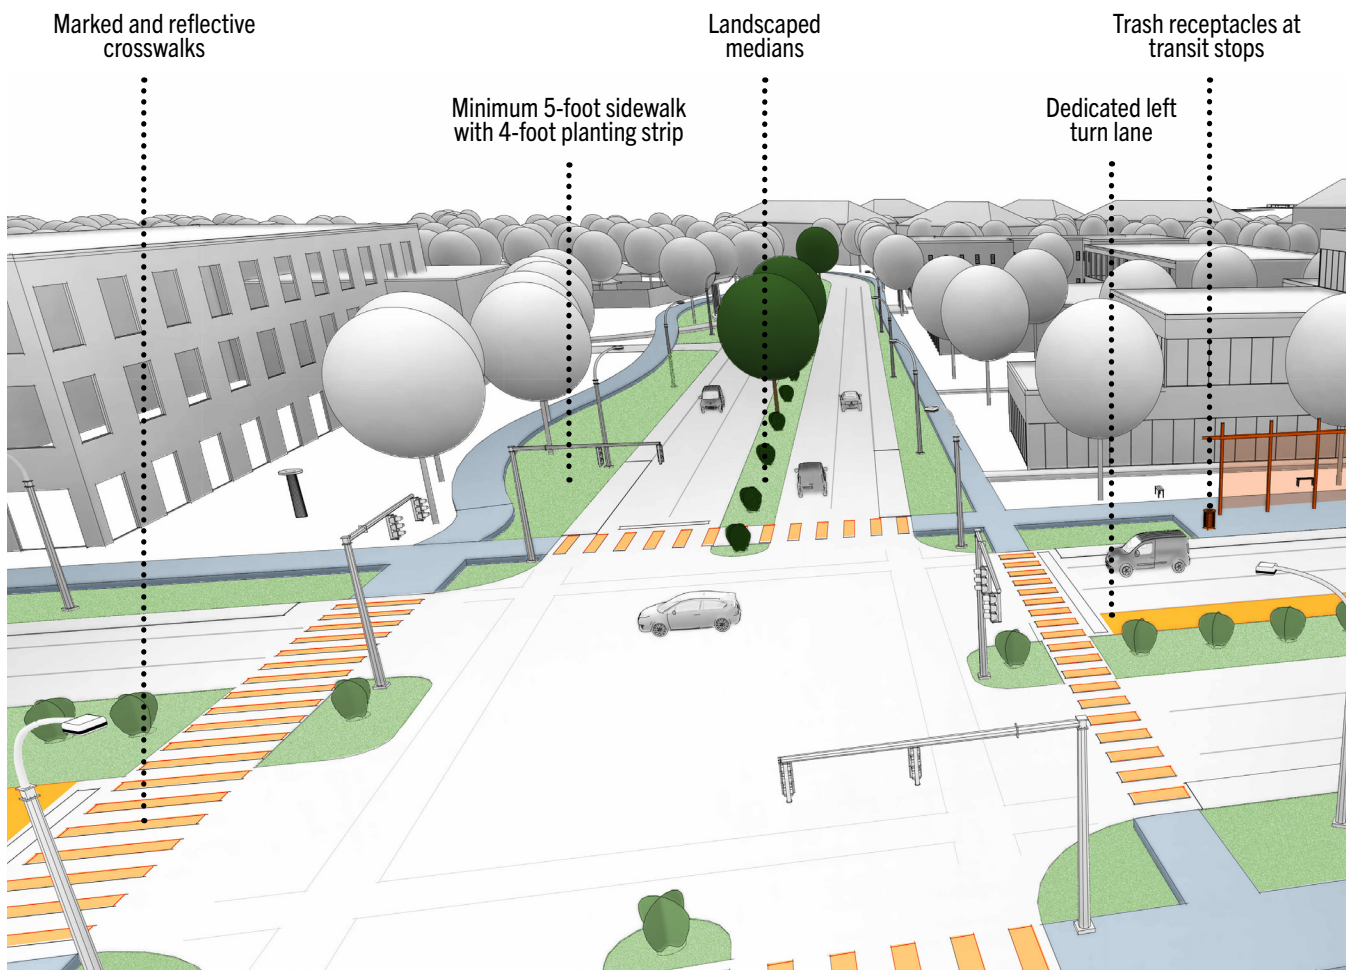 Marked and reflective
crosswalks
Landscaped
medians
Trash receptacles at
transit stops
Minimum 5-foot sidewalk
with 4-foot planting strip
Dedicated left
turn lane